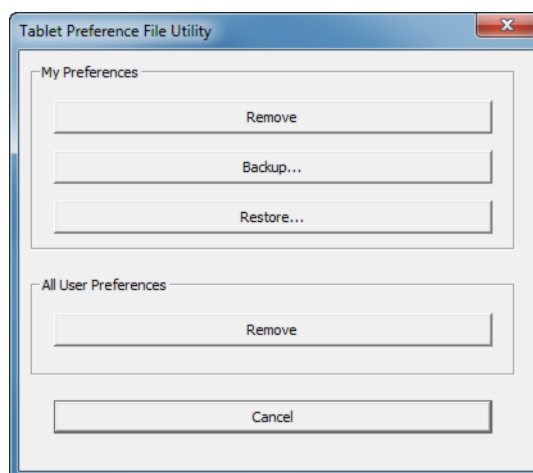 Tablet Preference File Utility
My Preferences
Remove
Backup...
Restore...
All User Preferences
Remove
Cancel